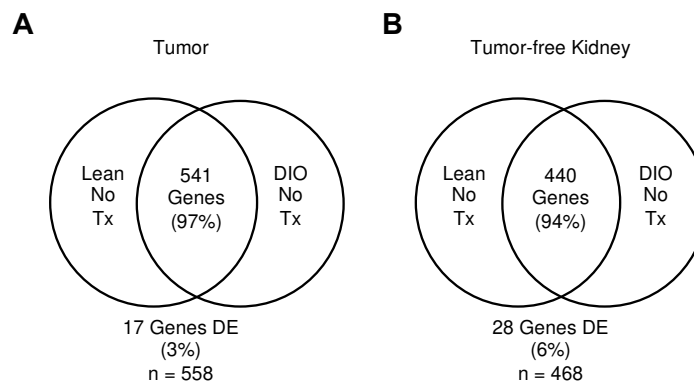 A
Tumor
Lean
No
Tx
541
Genes
(97%)
DIO
No
Tx
17 Genes DE
(3%)
n = 558
B
Tumor-free Kidney
Lean
No
Tx
440
Genes
(94%)
DIO
No
Tx
28 Genes DE
(6%)
n = 468